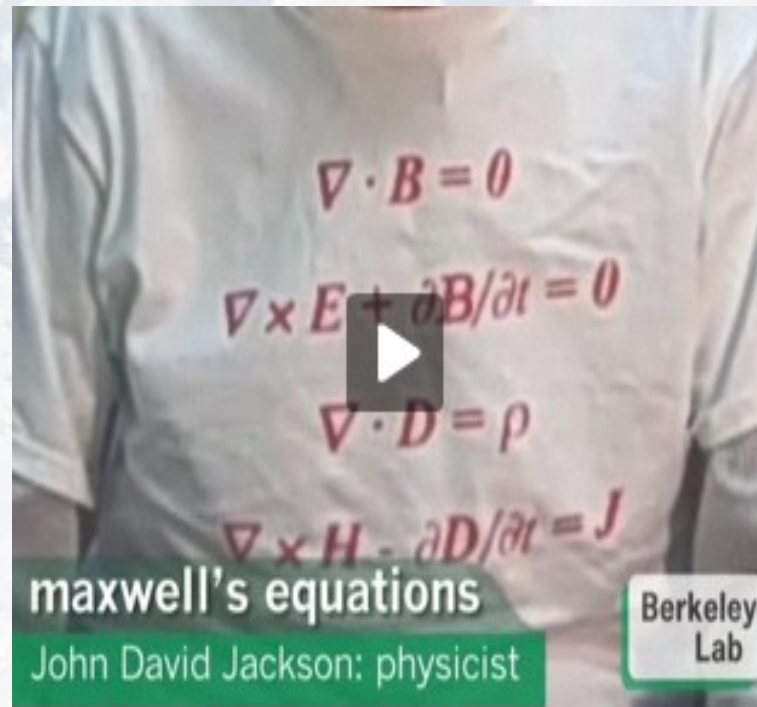 ∇ · B = 0
∇ × E + ∂B/∂t = 0
∇ · D = ρ
∇ × H - ∂D/∂t = J
maxwell's equations
John David Jackson: physicist
Berkeley
Lab